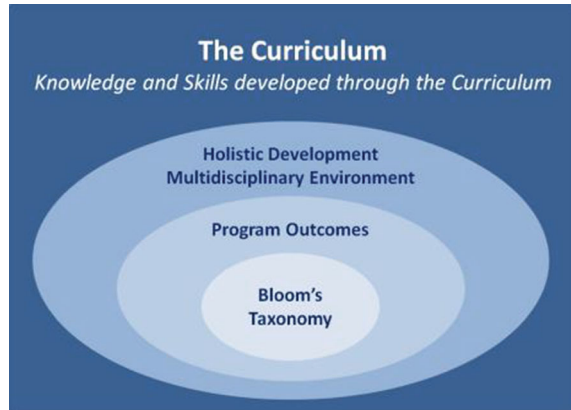 The Curriculum
Knowledge and Skills developed through the Curriculum
Holistic Development
Multidisciplinary Environment
Program Outcomes
Bloom's
Taxonomy